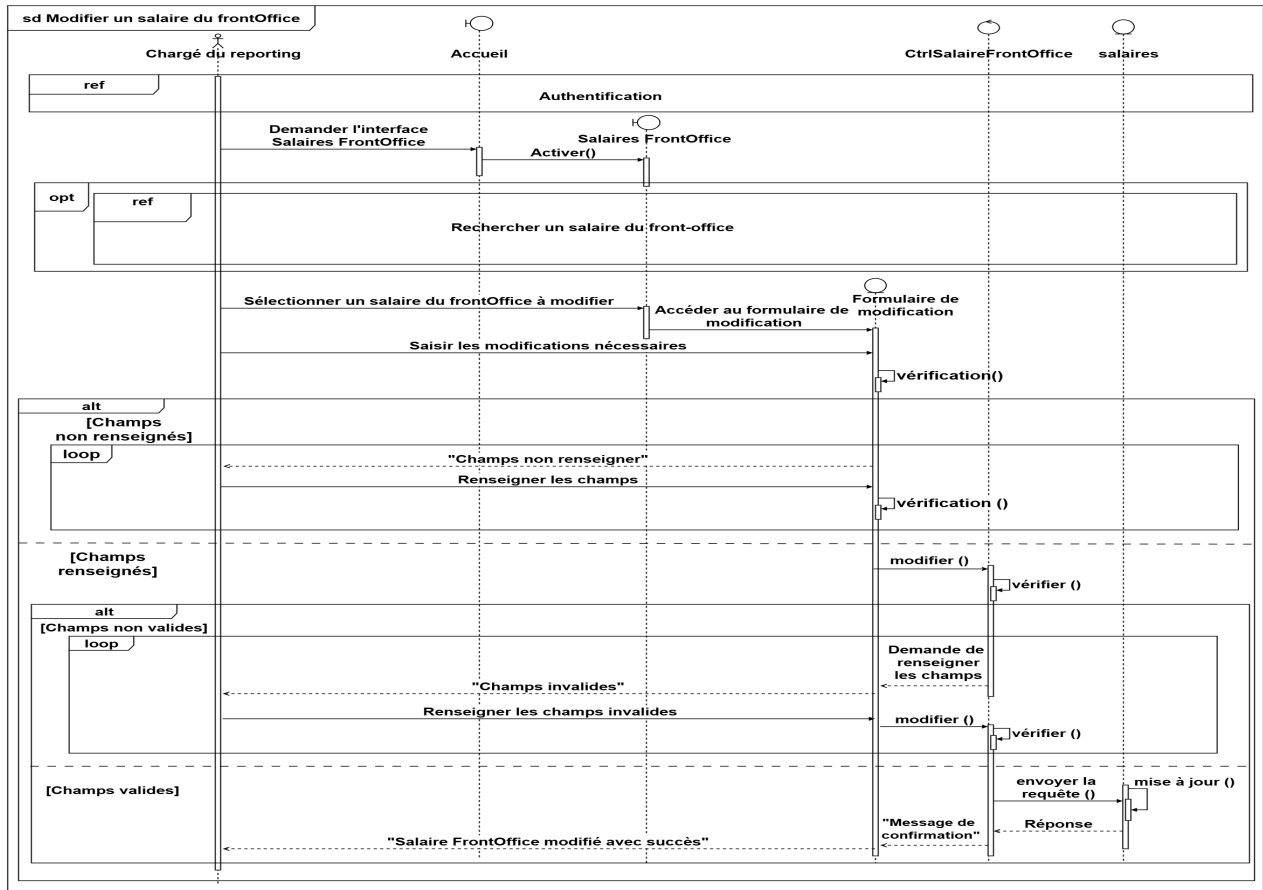 sd Modifier un salaire du frontOffice
Chargé du reporting
Accueil
CtrlSalaireFrontOffice
salaires
ref
Authentification
Demander l'interface
Salaires FrontOffice
Salaires FrontOffice
Activer()
opt
ref
Rechercher un salaire du front-office
Sélectionner un salaire du frontOffice à modifier
Formulaire de
modification
Accéder au formulaire de
modification
Saisir les modifications nécessaires
vérification()
alt
[Champs
non renseignés]
loop
"Champs non renseigner"
Renseigner les champs
vérification ()
[Champs
renseignés]
modifier ()
vérifier ()
alt
[Champs non valides]
loop
Demande de
renseigner
les champs
"Champs invalides"
Renseigner les champs invalides
modifier ()
vérifier ()
[Champs valides]
envoyer la
requête ()
mise à jour ()
Réponse
"Message de
confirmation"
"Salaire FrontOffice modifié avec succès"